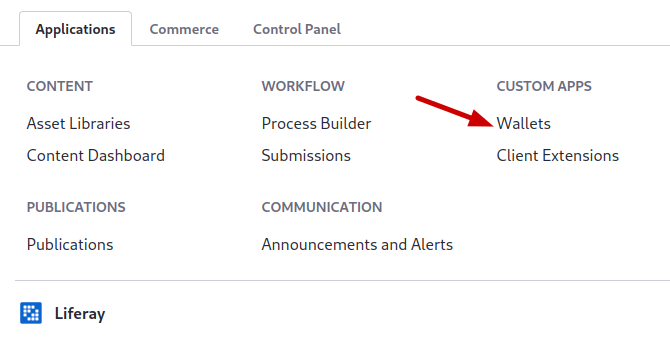 Applications Commerce Control Panel
CONTENT WORKFLOW CUSTOM APPS
Asset Libraries Process Builder Wallets
Content Dashboard Submissions Client Extensions
PUBLICATIONS COMMUNICATION
Publications Announcements and Alerts
Liferay